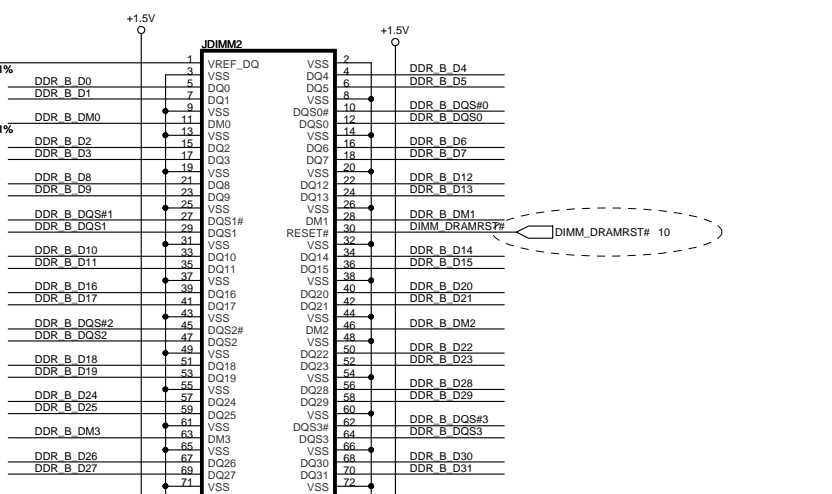 +1.5V
+1.5V
JDIMM2
1%
1 VREF_DQ VSS 2
3 VSS DQ4 4 DDR_B_D4
DDR_B_D0 5 DQ0 DQ5 6 DDR_B_D5
DDR_B_D1 7 DQ1 VSS 8
9 VSS DQS0# 10 DDR_B_DQS#0
DDR_B_DM0 11 DM0 DQS0 12 DDR_B_DQS0
1%
13 VSS VSS 14
DDR_B_D2 15 DQ2 DQ6 16 DDR_B_D6
DDR_B_D3 17 DQ3 DQ7 18 DDR_B_D7
19 VSS VSS 20
DDR_B_D8 21 DQ8 DQ12 22 DDR_B_D12
DDR_B_D9 23 DQ9 DQ13 24 DDR_B_D13
25 VSS VSS 26
DDR_B_DQS#1 27 DQS1# DM1 28 DDR_B_DM1
DDR_B_DQS1 29 DQS1 RESET# 30 DIMM_DRAMRST# DIMM_DRAMRST# 10
31 VSS VSS 32
DDR_B_D10 33 DQ10 DQ14 34 DDR_B_D14
DDR_B_D11 35 DQ11 DQ15 36 DDR_B_D15
37 VSS VSS 38
DDR_B_D16 39 DQ16 DQ20 40 DDR_B_D20
DDR_B_D17 41 DQ17 DQ21 42 DDR_B_D21
43 VSS VSS 44
DDR_B_DQS#2 45 DQS2# DM2 46 DDR_B_DM2
DDR_B_DQS2 47 DQS2 VSS 48
49 VSS DQ22 50 DDR_B_D22
DDR_B_D18 51 DQ18 DQ23 52 DDR_B_D23
DDR_B_D19 53 DQ19 VSS 54
55 VSS DQ28 56 DDR_B_D28
DDR_B_D24 57 DQ24 DQ29 58 DDR_B_D29
DDR_B_D25 59 DQ25 VSS 60
61 VSS DQS3# 62 DDR_B_DQS#3
DDR_B_DM3 63 DM3 DQS3 64 DDR_B_DQS3
65 VSS VSS 66
DDR_B_D26 67 DQ26 DQ30 68 DDR_B_D30
DDR_B_D27 69 DQ27 DQ31 70 DDR_B_D31
71 VSS VSS 72